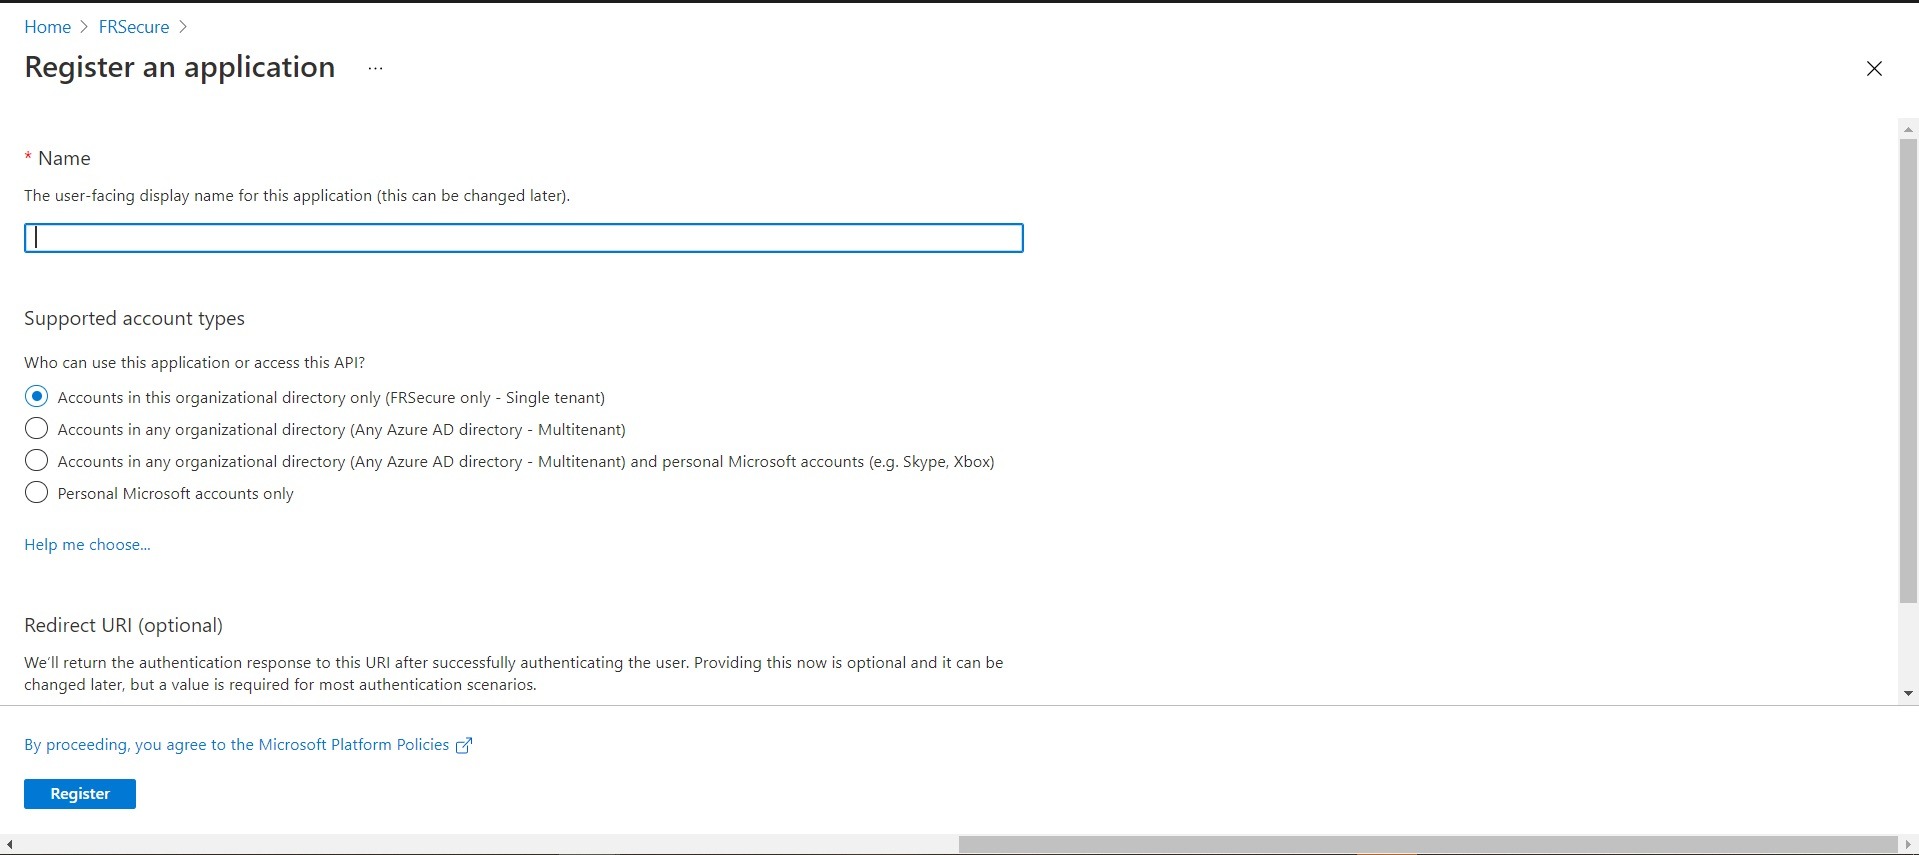 Home > FRSecure >
Register an application ...
* Name
The user-facing display name for this application (this can be changed later).
Supported account types
Who can use this application or access this API?
Accounts in this organizational directory only (FRSecure only - Single tenant)
Accounts in any organizational directory (Any Azure AD directory - Multitenant)
Accounts in any organizational directory (Any Azure AD directory - Multitenant) and personal Microsoft accounts (e.g. Skype, Xbox)
Personal Microsoft accounts only
Help me choose...
Redirect URI (optional)
We'll return the authentication response to this URI after successfully authenticating the user. Providing this now is optional and it can be
changed later, but a value is required for most authentication scenarios.
By proceeding, you agree to the Microsoft Platform Policies
Register